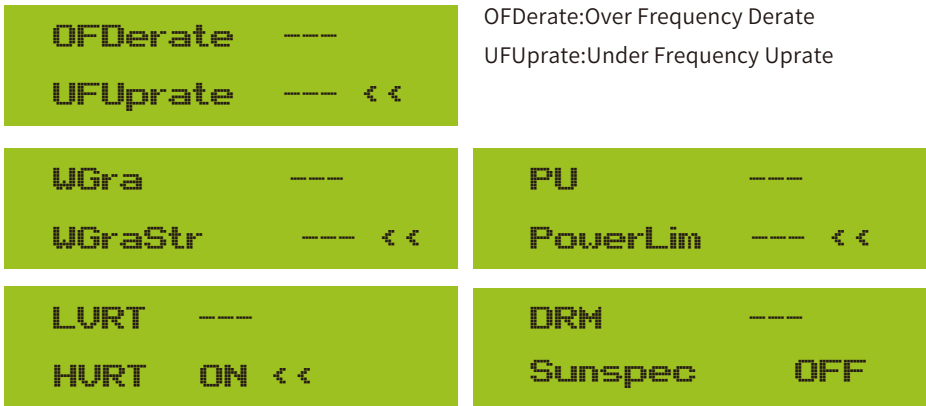 OFDerate ---
UFUprate --- <<
OFDerate:Over Frequency Derate
UFUprate:Under Frequency Uprate
WGra ---
WGraStr --- <<
PU ---
PowerLim --- <<
LVRT ---
HVRT ON <<
DRM ---
Sunspec OFF